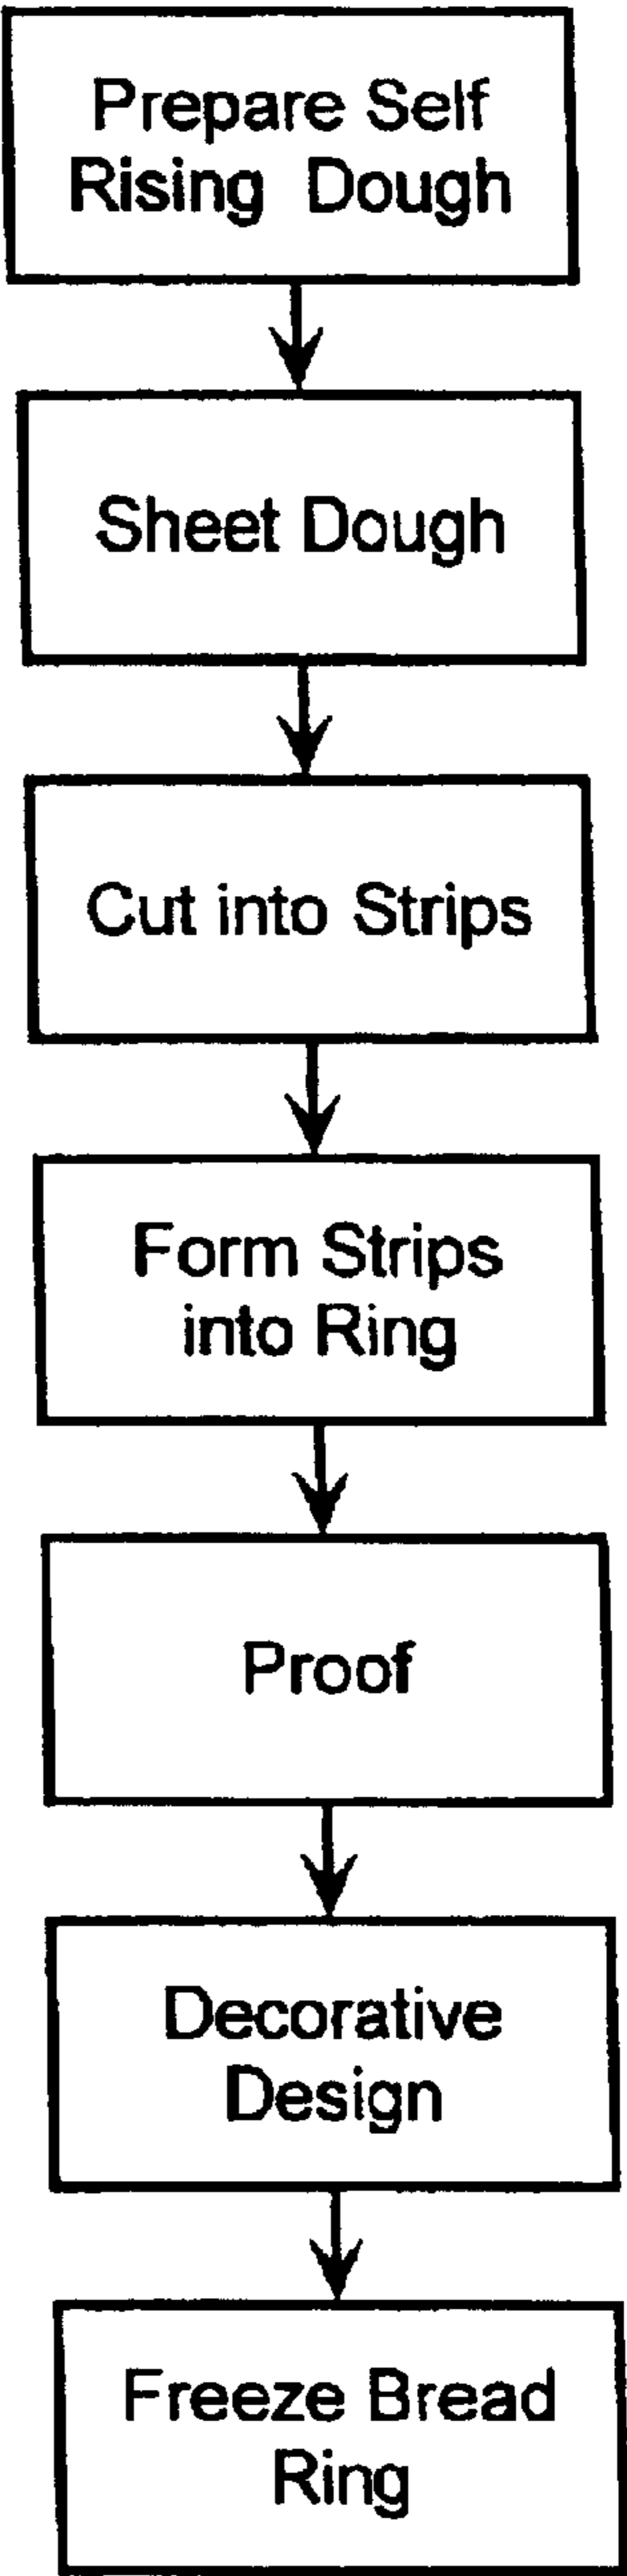 Prepare Self
Rising Dough
Sheet Dough
Cut into Strips
Form Strips
into Ring
Proof
Decorative
Design
Freeze Bread
Ring